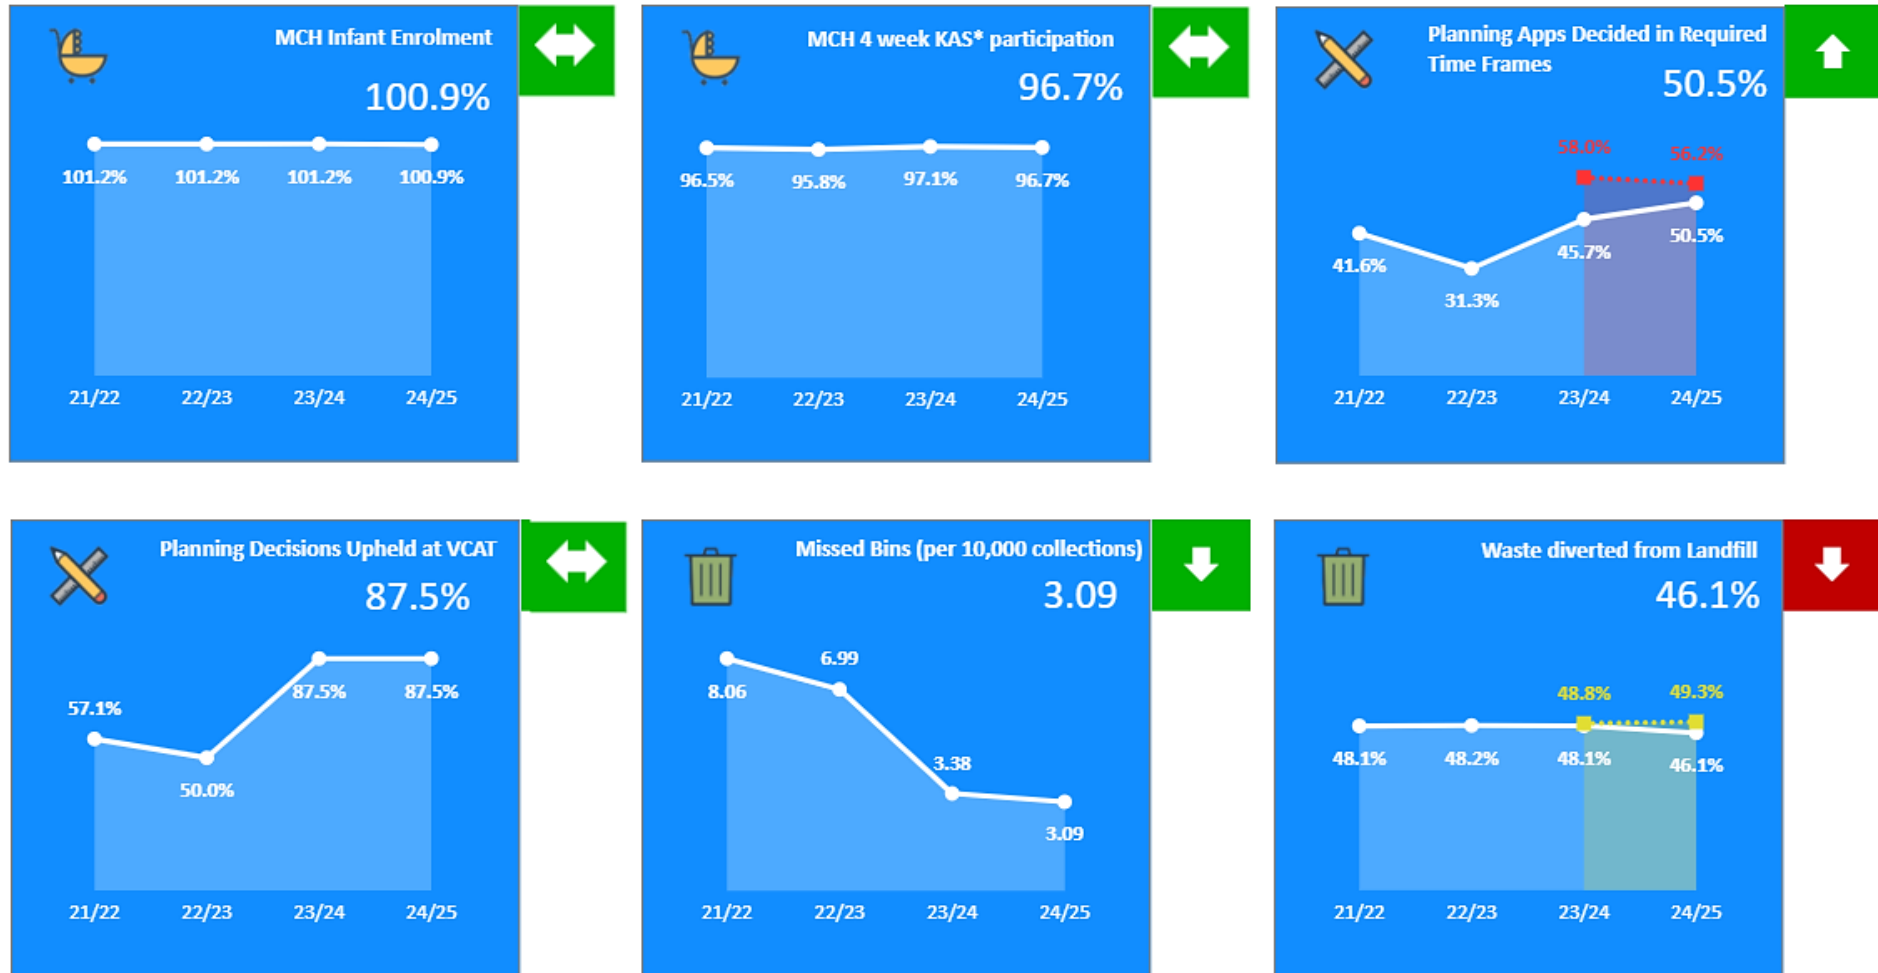 MCH Infant Enrolment
100.9%
101.2% 101.2% 101.2% 100.9%
21/22 22/23 23/24 24/25
MCH 4 week KAS* participation
96.7%
96.5% 95.8% 97.1% 96.7%
21/22 22/23 23/24 24/25
Planning Apps Decided in Required
Time Frames
50.5%
58.0% 56.2%
41.6% 31.3% 45.7% 50.5%
21/22 22/23 23/24 24/25
Planning Decisions Upheld at VCAT
87.5%
57.1% 50.0% 87.5% 87.5%
21/22 22/23 23/24 24/25
Missed Bins (per 10,000 collections)
3.09
8.06 6.99 3.38 3.09
21/22 22/23 23/24 24/25
Waste diverted from Landfill
46.1%
48.8% 49.3%
48.1% 48.2% 48.1% 46.1%
21/22 22/23 23/24 24/25